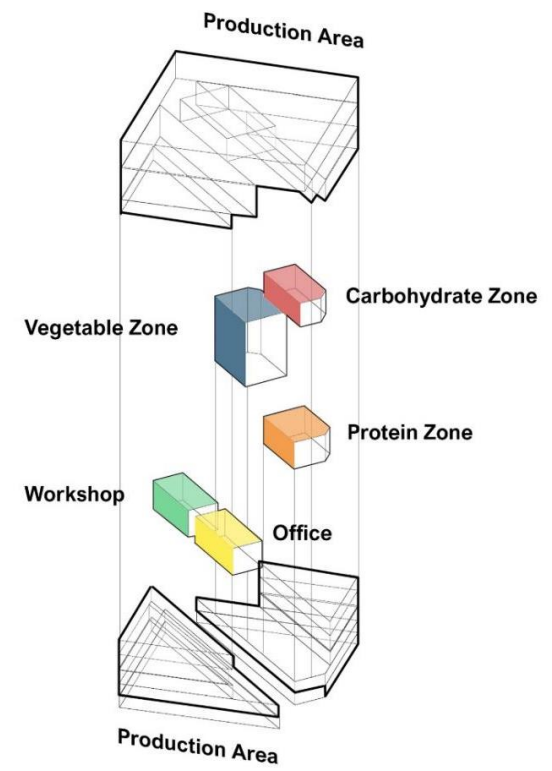 Production Area
Carbohydrate Zone
Vegetable Zone
Protein Zone
Workshop
Office
Production Area